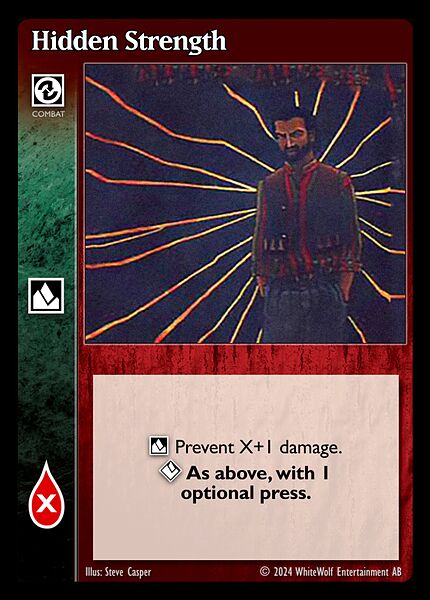 Hidden Strength
COMBAT
Prevent X+1 damage.
As above, with 1
optional press.
X
Illus: Steve Casper
© 2024 WhiteWolf Entertainment AB